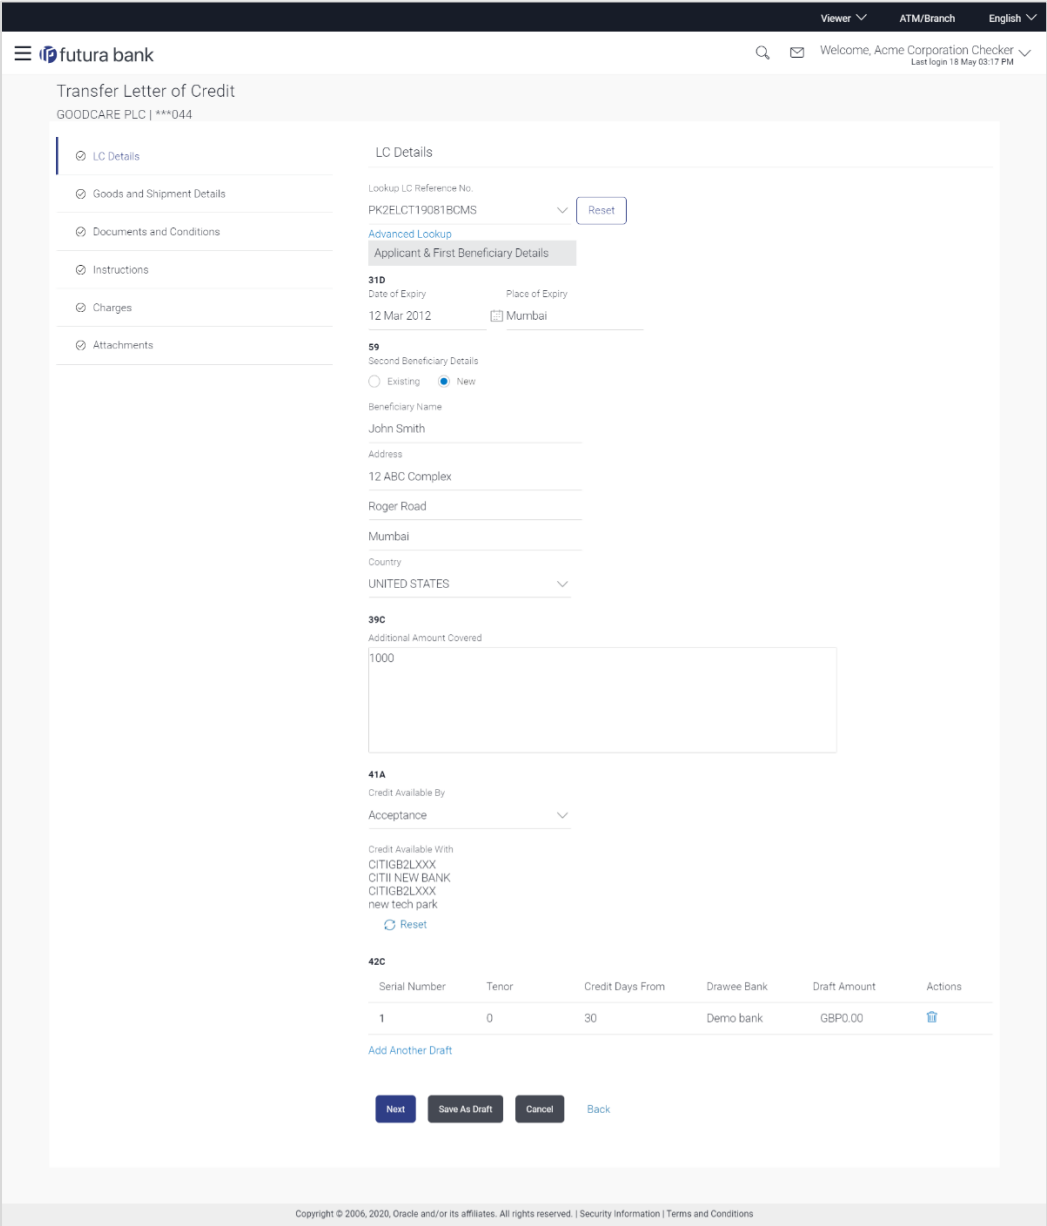 Viewer ATM/Branch English
futura bank
Welcome, Acme Corporation Checker
Last login 18 May 03:17 PM
Transfer Letter of Credit
GOODCARE PLC | ***044
LC Details
Goods and Shipment Details
Documents and Conditions
Instructions
Charges
Attachments
LC Details
Lookup LC Reference No.
PK2ELCT19081BCMS Reset
Advanced Lookup
Applicant & First Beneficiary Details
31D
Date of Expiry Place of Expiry
12 Mar 2012 Mumbai
59
Second Beneficiary Details
Existing New
Beneficiary Name
John Smith
Address
12 ABC Complex
Roger Road
Mumbai
Country
UNITED STATES
39C
Additional Amount Covered
1000
41A
Credit Available By
Acceptance
Credit Available With
CITIGB2LXXX
CITII NEW BANK
CITIGB2LXXX
new tech park
Reset
42C
Serial Number Tenor Credit Days From Drawee Bank Draft Amount Actions
1 0 30 Demo bank GBP0.00
Add Another Draft
Next Save As Draft Cancel Back
Copyright © 2006, 2020, Oracle and/or its affiliates. All rights reserved. | Security Information | Terms and Conditions